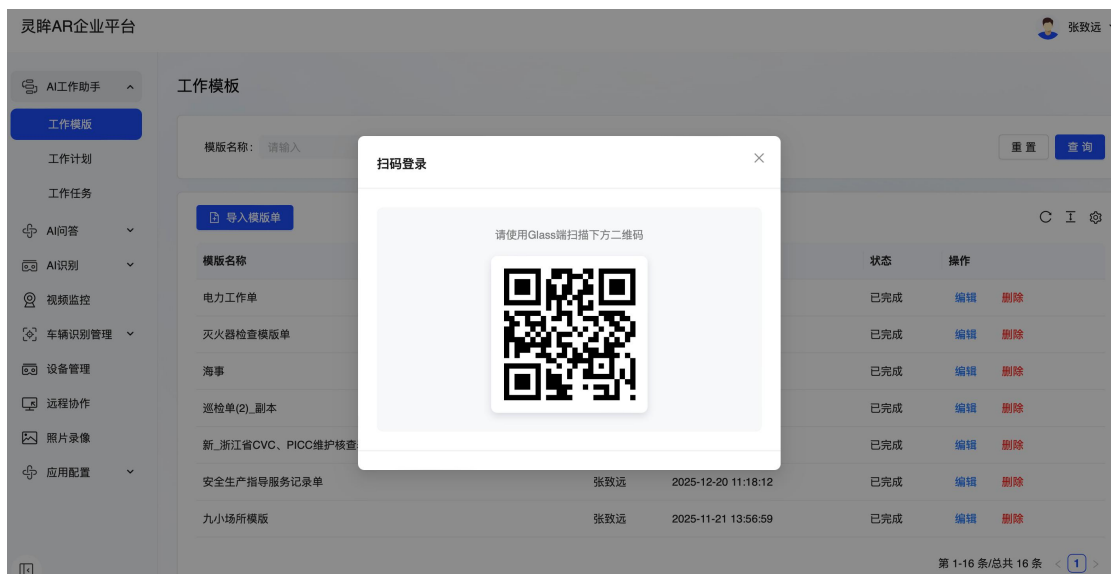 灵眸AR企业平台
张致远
AI工作助手
工作模版
工作计划
工作任务
AI问答
AI识别
视频监控
车辆识别管理
设备管理
远程协作
照片录像
应用配置
工作模板
模版名称： 请输入
重置 查询
扫码登录
请使用Glass端扫描下方二维码
导入模版单
模版名称 状态 操作
电力工作单 已完成 编辑 删除
灭火器检查模版单 已完成 编辑 删除
海事 已完成 编辑 删除
巡检单(2)_副本 已完成 编辑 删除
新_浙江省CVC、PICC维护核查 已完成 编辑 删除
安全生产指导服务记录单 张致远 2025-12-20 11:18:12 已完成 编辑 删除
九小场所模版 张致远 2025-11-21 13:56:59 已完成 编辑 删除
第 1-16 条/总共 16 条 < 1 >